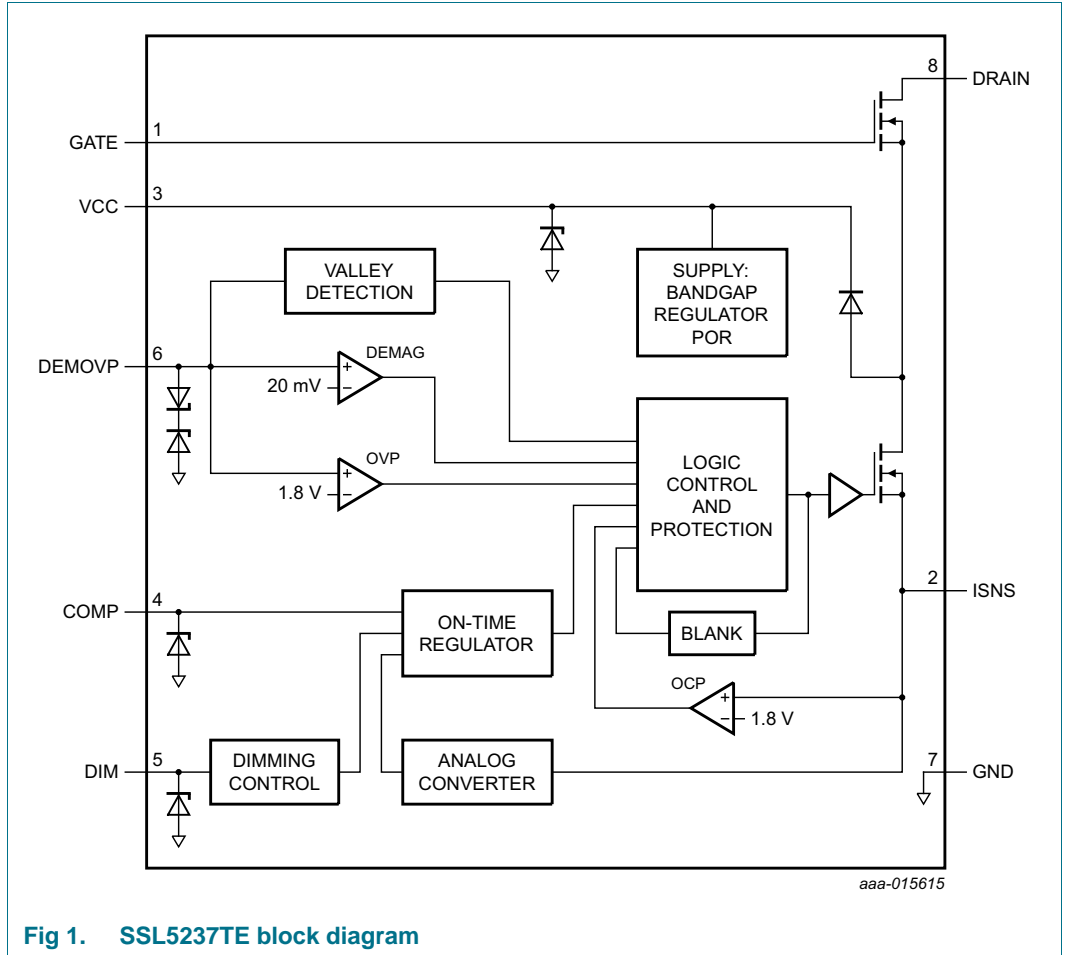 8
DRAIN
1
GATE
3
VCC
VALLEY
DETECTION
SUPPLY:
BANDGAP
REGULATOR
POR
6
DEMOVP
DEMAG
+
20 mV
−
OVP
+
1.8 V
−
LOGIC
CONTROL
AND
PROTECTION
2
ISNS
4
COMP
ON-TIME
REGULATOR
BLANK
OCP
+
−
1.8 V
5
DIM
DIMMING
CONTROL
ANALOG
CONVERTER
7
GND
aaa-015615
Fig 1. SSL5237TE block diagram